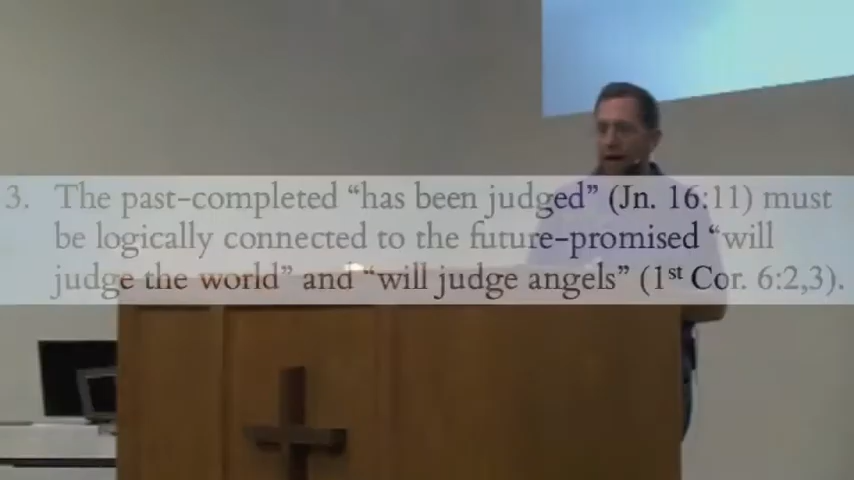 3. The past-completed “has been judged” (Jn. 16:11) must
be logically connected to the future-promised “will
judge the world” and “will judge angels” (1st Cor. 6:2,3).